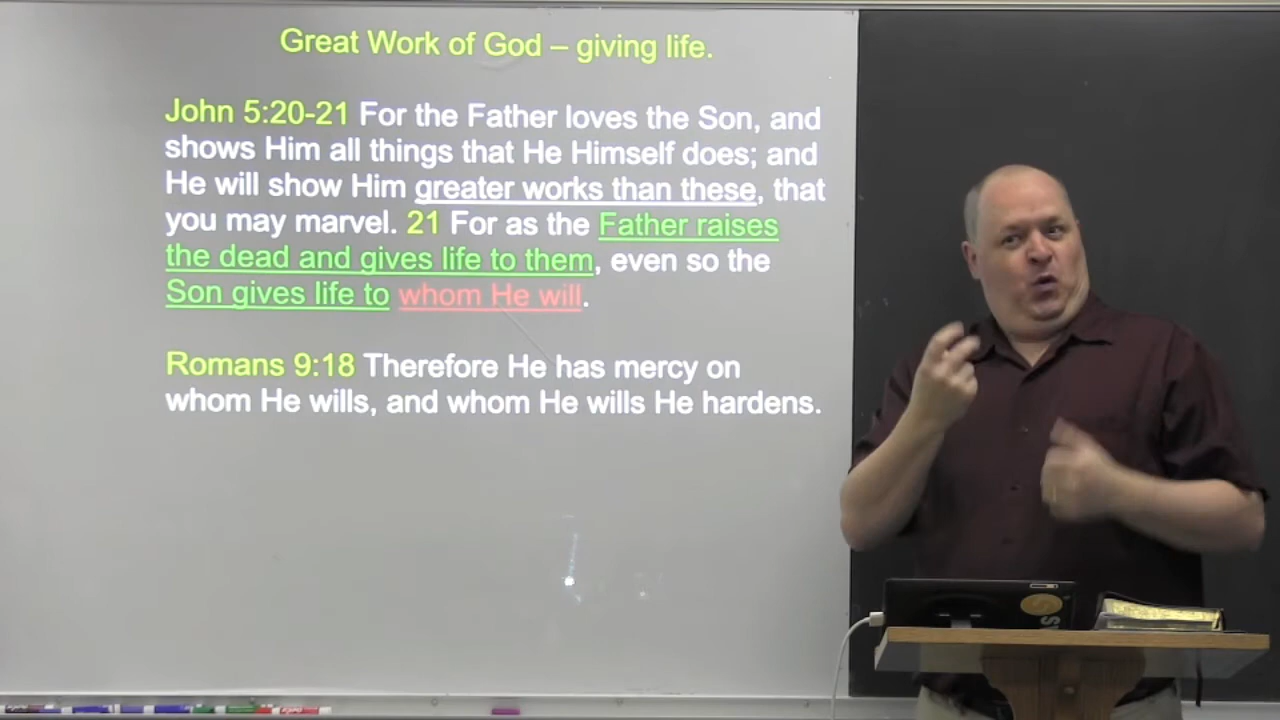 Great Work of God – giving life.
John 5:20-21 For the Father loves the Son, and
shows Him all things that He Himself does; and
He will show Him greater works than these, that
you may marvel. 21 For as the Father raises
the dead and gives life to them, even so the
Son gives life to whom He will.
Romans 9:18 Therefore He has mercy on
whom He wills, and whom He wills He hardens.